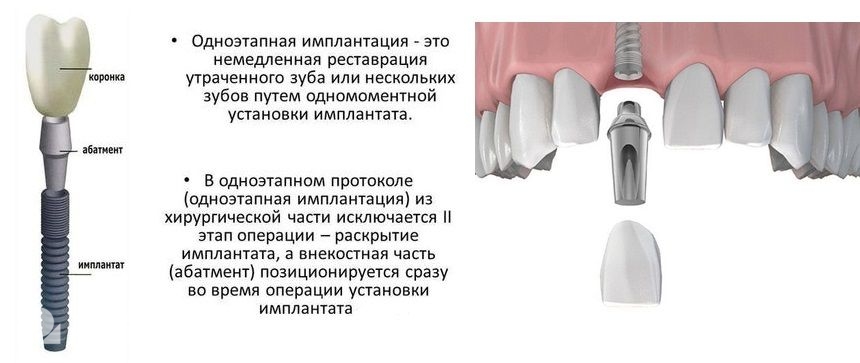 коронка
абатмент
имплантат
• Одноэтапная имплантация - это
немедленная реставрация
утраченного зуба или нескольких
зубов путем одномоментной
установки имплантата.
• В одноэтапном протоколе
(одноэтапная имплантация) из
хирургической части исключается II
этап операции – раскрытие
имплантата, а внекостная часть
(абатмент) позиционируется сразу
во время операции установки
имплантата